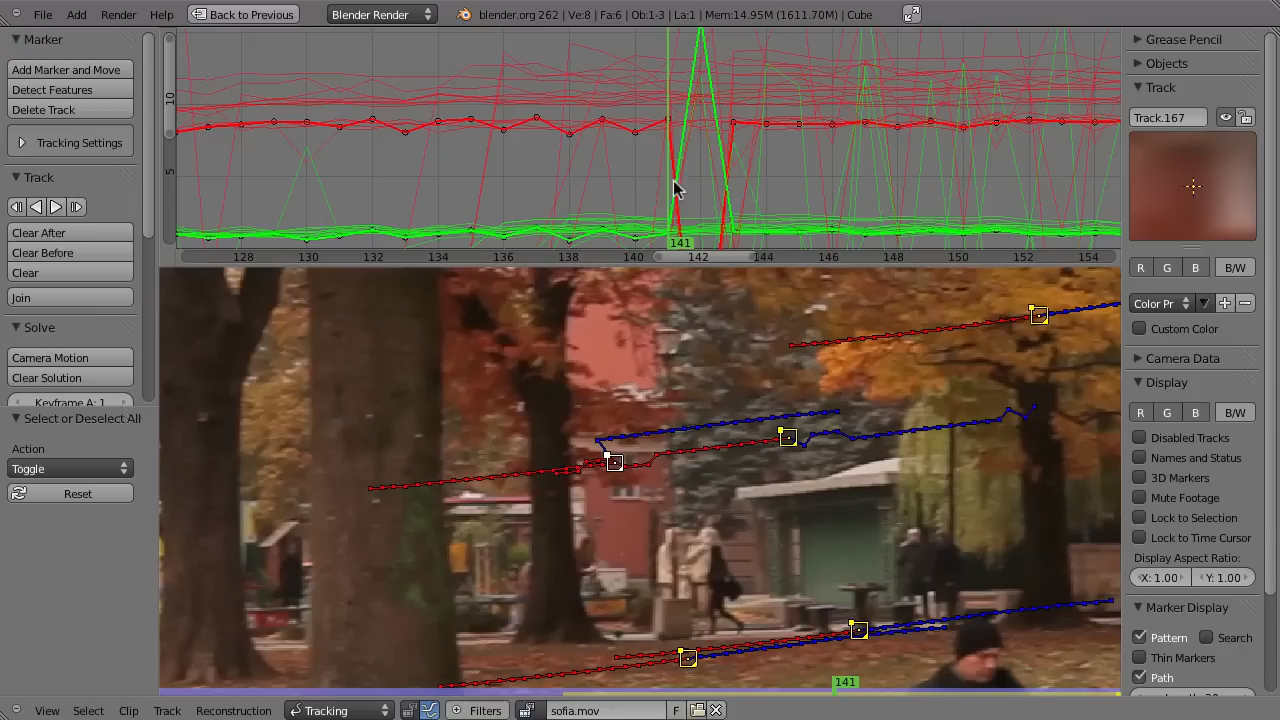 File Add Render Help Back to Previous Blender Render blender.org 262 | Ve:8 | Fa:6 | Ob:1-3 | La:1 | Mem:14.95M (1611.70M) | Cube
Marker
Add Marker and Move
Detect Features
Delete Track
Tracking Settings
Track
Clear After
Clear Before
Clear
Join
Solve
Camera Motion
Clear Solution
Keyframe A: 1
Select or Deselect All
Action
Toggle
Reset
10
5
141
128 130 132 134 136 138 140 142 144 146 148 150 152 154
141
Grease Pencil
Objects
Track
Track.167
R G B B/W
Color Pr
Custom Color
Camera Data
Display
R G B B/W
Disabled Tracks
Names and Status
3D Markers
Mute Footage
Lock to Selection
Lock to Time Cursor
Display Aspect Ratio:
X: 1.00 Y: 1.00
Marker Display
Pattern Search
Thin Markers
Path
View Select Clip Track Reconstruction Tracking Filters sofia.mov F